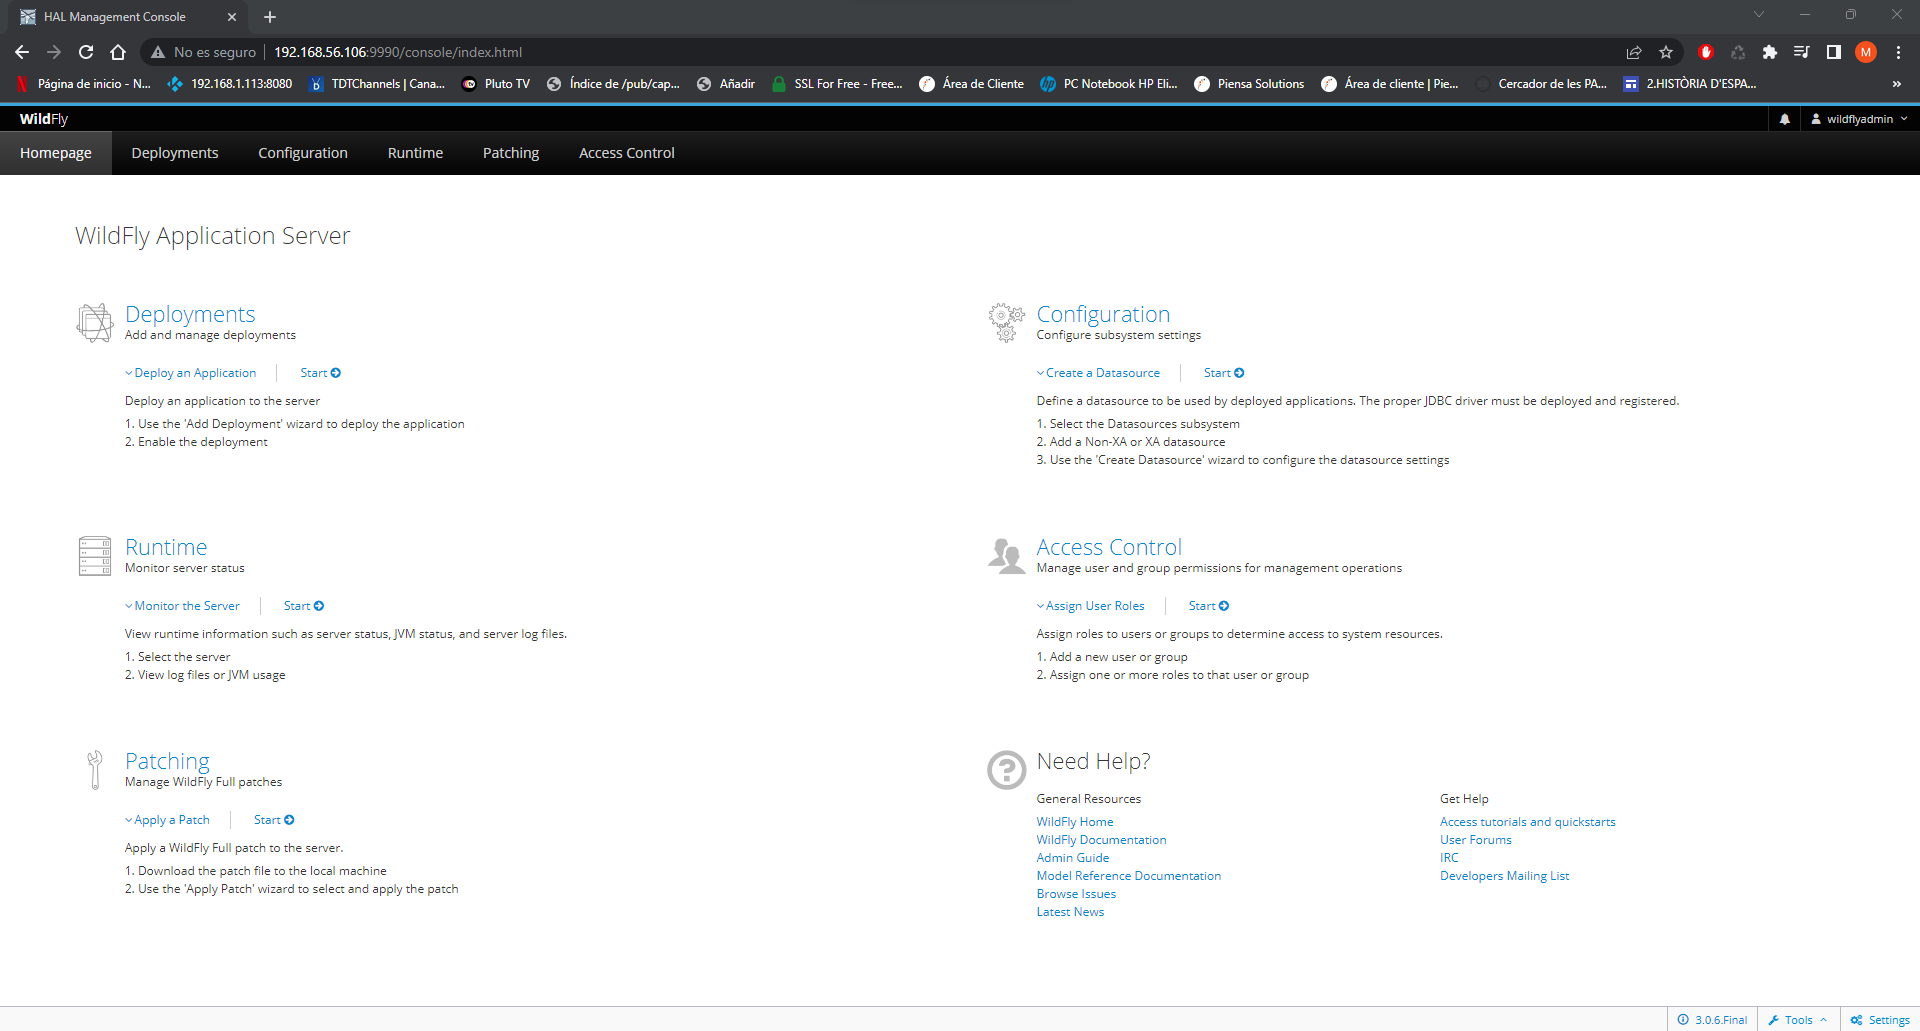 HAL Management Console
No es seguro 192.168.56.106:9990/console/index.html
Página de inicio - N... 192.168.1.113:8080 TDTChannels | Cana... Pluto TV Índice de /pub/cap... Añadir SSL For Free - Free... Área de Cliente PC Notebook HP Eli... Piensa Solutions Área de cliente | Pie... Cercador de les PA... 2.HISTÒRIA D'ESPA... »
WildFly wildflyadmin
Homepage Deployments Configuration Runtime Patching Access Control
WildFly Application Server
Deployments
Add and manage deployments
Deploy an Application Start
Deploy an application to the server
1. Use the 'Add Deployment' wizard to deploy the application
2. Enable the deployment
Configuration
Configure subsystem settings
Create a Datasource Start
Define a datasource to be used by deployed applications. The proper JDBC driver must be deployed and registered.
1. Select the Datasources subsystem
2. Add a Non-XA or XA datasource
3. Use the 'Create Datasource' wizard to configure the datasource settings
Runtime
Monitor server status
Monitor the Server Start
View runtime information such as server status, JVM status, and server log files.
1. Select the server
2. View log files or JVM usage
Access Control
Manage user and group permissions for management operations
Assign User Roles Start
Assign roles to users or groups to determine access to system resources.
1. Add a new user or group
2. Assign one or more roles to that user or group
Patching
Manage WildFly Full patches
Apply a Patch Start
Apply a WildFly Full patch to the server.
1. Download the patch file to the local machine
2. Use the 'Apply Patch' wizard to select and apply the patch
Need Help?
General Resources
WildFly Home
WildFly Documentation
Admin Guide
Model Reference Documentation
Browse Issues
Latest News
Get Help
Access tutorials and quickstarts
User Forums
IRC
Developers Mailing List
3.0.6.Final Tools Settings